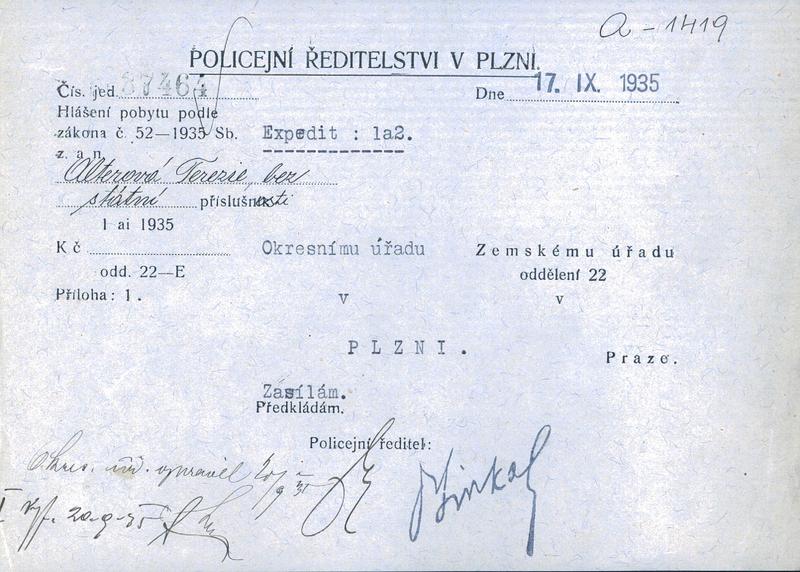 a-1419
POLICEJNÍ ŘEDITELSTVI V PLZNI.
Čís. jed. 37464
Dne 17. IX. 1935
Hlášení pobytu podle
zákona č. 52—1935 Sb.
Expedit : 1a2.
z. a n.
Alterová Terezie, bez
státní příslušnosti
1 ai 1935
Kč
Okresnímu úřadu
Zemskému úřadu
odd. 22—E
oddělení 22
Příloha: 1.
v
v
PLZNI.
Praze.
Zasílám.
Předkládám.
Policejní ředitel: